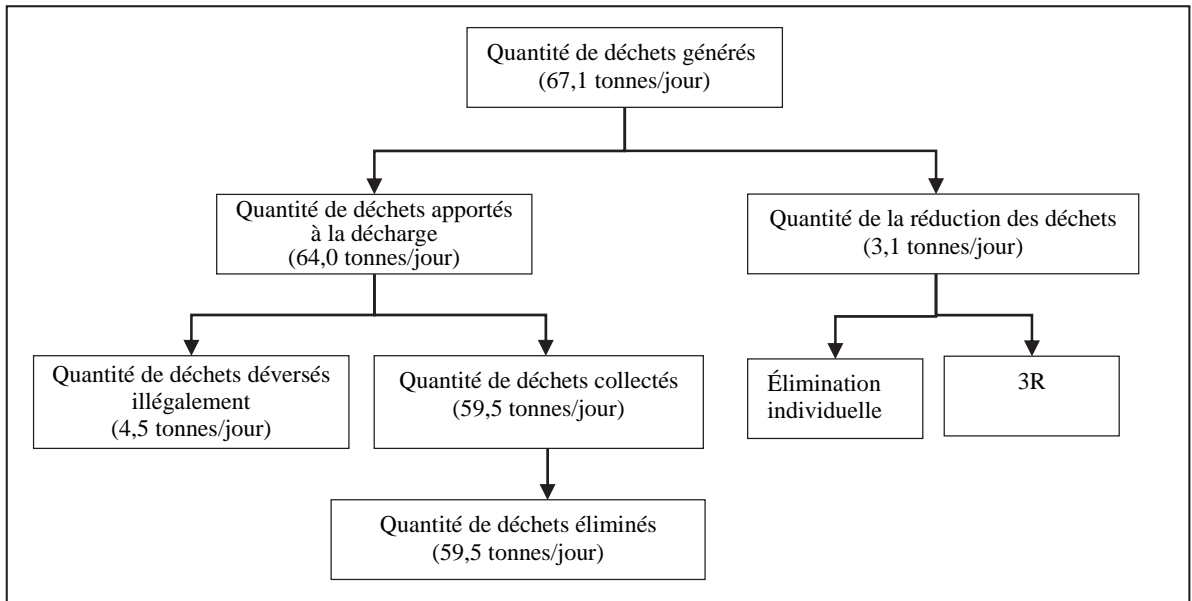 Quantité de déchets générés
(67,1 tonnes/jour)
Quantité de déchets apportés
à la décharge
(64,0 tonnes/jour)
Quantité de la réduction des déchets
(3,1 tonnes/jour)
Quantité de déchets déversés
illégalement
(4,5 tonnes/jour)
Quantité de déchets collectés
(59,5 tonnes/jour)
Élimination
individuelle
3R
Quantité de déchets éliminés
(59,5 tonnes/jour)